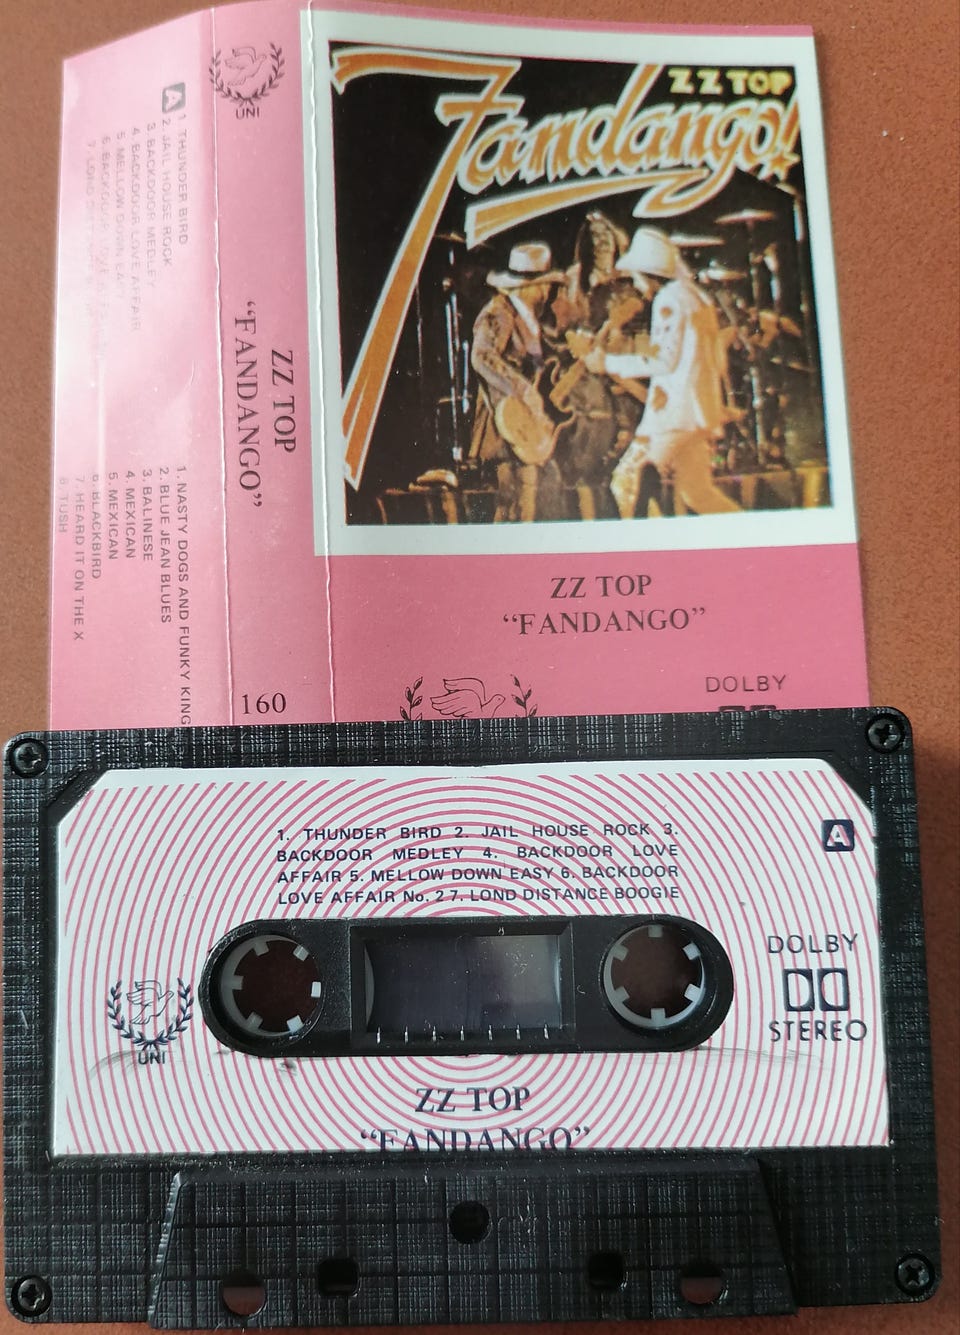 A
1 THUNDER BIRD
2. JAIL HOUSE ROCK
3. BACKDOOR MEDLEY
4. BACKDOOR LOVE AFFAIR
5 MELLOW DOWN EASY
6. BACKDOOR LOVE
7
1. NASTY DOGS AND FUNKY KING
2. BLUE JEAN BLUES
3. BALINESE
4. MEXICAN
5. MEXICAN
6. BLACKBIRD
7. HEARD IT ON THE X
8 TUSH
UNI
ZZ TOP
“FANDANGO”
160
ZZ TOP
Fandango!
ZZ TOP
“FANDANGO”
DOLBY
1. THUNDER BIRD 2. JAIL HOUSE ROCK 3.
BACKDOOR MEDLEY 4. BACKDOOR LOVE
AFFAIR 5. MELLOW DOWN EASY 6. BACKDOOR
LOVE AFFAIR No. 2 7. LOND DISTANCE BOOGIE
A
DOLBY
STEREO
UNI
ZZ TOP
“FANDANGO”